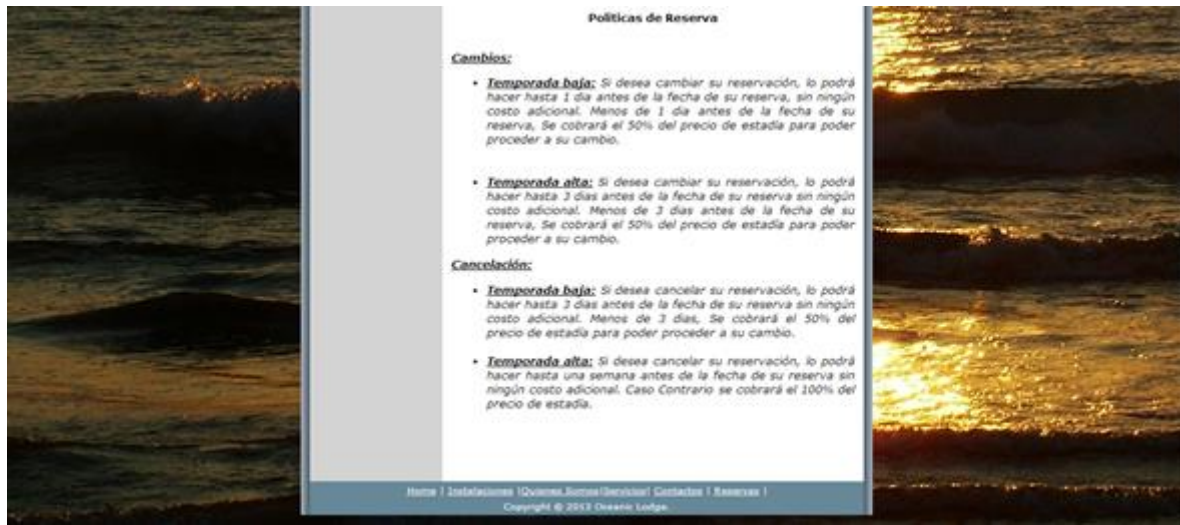 Políticas de Reserva
Cambios:
• Temporada baja: Si desea cambiar su reservación, lo podrá
hacer hasta 1 dia antes de la fecha de su reserva, sin ningún
costo adicional. Menos de 1 dia antes de la fecha de su
reserva, Se cobrará el 50% del precio de estadía para poder
proceder a su cambio.
• Temporada alta: Si desea cambiar su reservación, lo podrá
hacer hasta 3 dias antes de la fecha de su reserva sin ningún
costo adicional. Menos de 3 dias antes de la fecha de su
reserva, Se cobrará el 50% del precio de estadía para poder
proceder a su cambio.
Cancelación:
• Temporada baja: Si desea cancelar su reservación, lo podrá
hacer hasta 3 dias antes de la fecha de su reserva sin ningún
costo adicional. Menos de 3 dias, Se cobrará el 50% del
precio de estadía para poder proceder a su cambio.
• Temporada alta: Si desea cancelar su reservación, lo podrá
hacer hasta una semana antes de la fecha de su reserva sin
ningún costo adicional. Caso Contrario se cobrará el 100% del
precio de estadía.
Home | Instalaciones |Quienes Somos|Servicios| Contactos | Reservas |
Copyright © 2013 Oceanic Lodge.